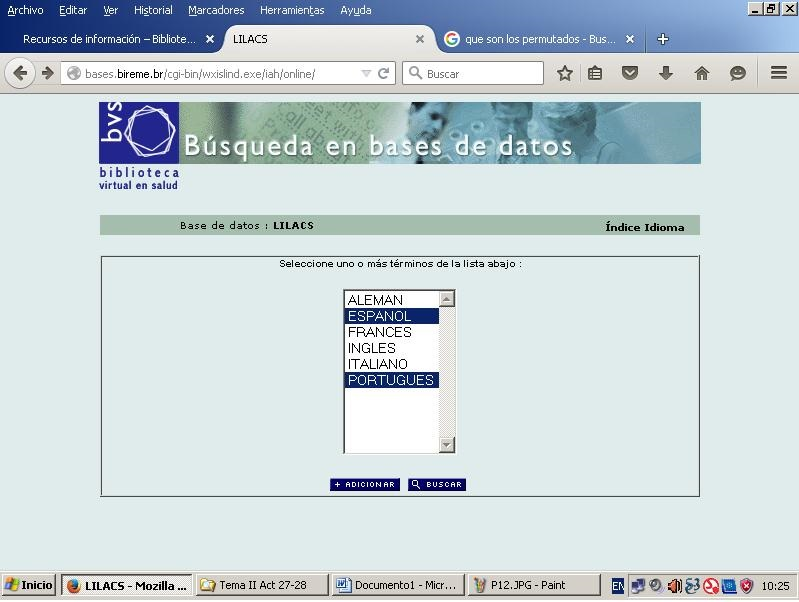 Archivo Editar Ver Historial Marcadores Herramientas Ayuda
Recursos de información – Bibliote... LILACS que son los permutados - Bus...
bases.bireme.br/cgi-bin/wxislind.exe/iah/online/ Buscar
bvs
Búsqueda en bases de datos
biblioteca
virtual en salud
Base de datos : LILACS Índice Idioma
Seleccione uno o más términos de la lista abajo :
ALEMAN
ESPANOL
FRANCES
INGLES
ITALIANO
PORTUGUES
+ ADICIONAR BUSCAR
Inicio LILACS - Mozilla ... Tema II Act 27-28 Documento1 - Micr... P12.JPG - Paint EN 10:25